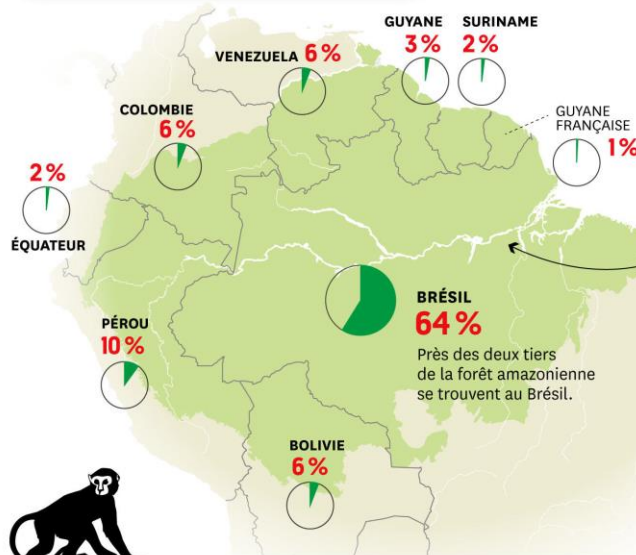 GUYANE
3 %
SURINAME
2 %
VENEZUELA 6 %
GUYANE
FRANÇAISE
1 %
COLOMBIE
6 %
2 %
ÉQUATEUR
BRÉSIL
64 %
Près des deux tiers
de la forêt amazonienne
se trouvent au Brésil.
PÉROU
10 %
BOLIVIE
6 %